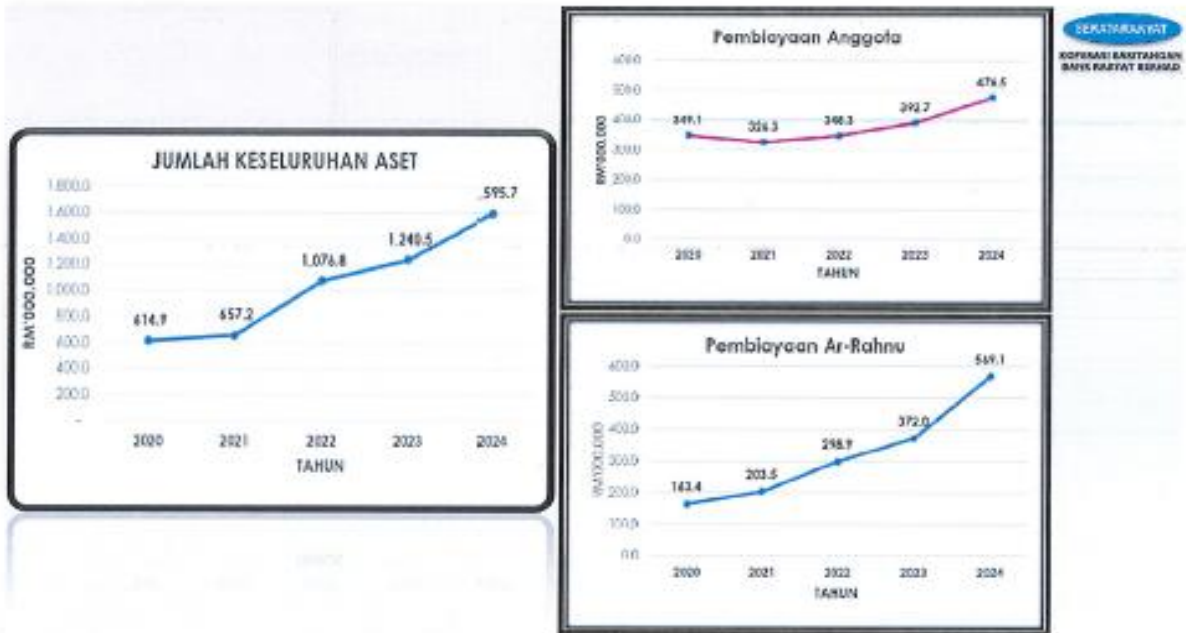 JUMLAH KESELURUHAN ASET
RM'000,000
1,800.0
1,600.0
1,400.0
1,200.0
1,000.0
800.0
600.0
400.0
200.0
-
614.9
657.2
1,076.8
1,240.5
595.7
2020 2021 2022 2023 2024
TAHUN
Pembiayaan Anggota
RM'000,000
600.0
500.0
400.0
300.0
200.0
100.0
0.0
349.1
326.3
348.3
392.7
476.5
2020 2021 2022 2023 2024
TAHUN
Pembiayaan Ar-Rahnu
RM'000,000
600.0
500.0
400.0
300.0
200.0
100.0
0.0
163.4
203.5
298.9
372.0
569.1
2020 2021 2022 2023 2024
TAHUN
SEKATARAKYAT
KOPERASI KAKITANGAN
BANK RAKYAT BERHAD